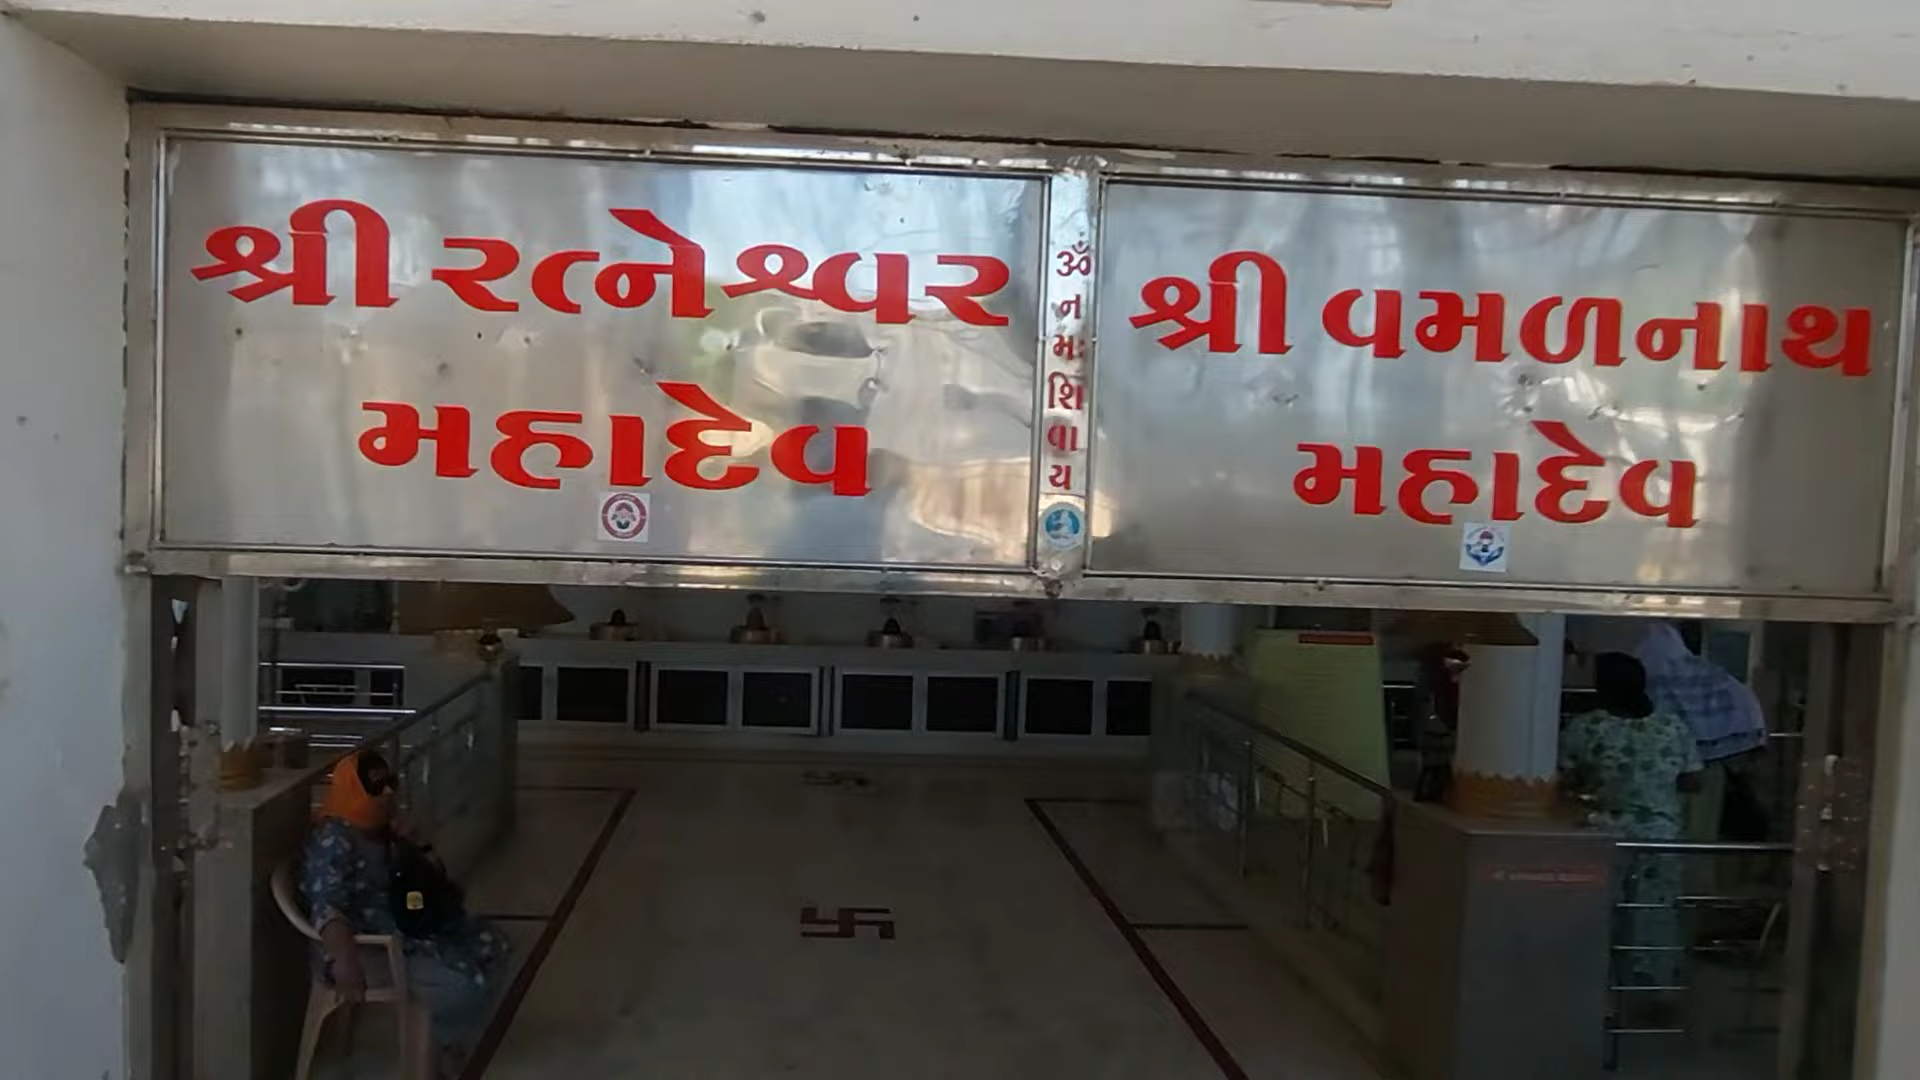 શ્રી રત્નેશ્વર
મહાદેવ
ૐ
ન
મઃ
શિ
વા
ય
શ્રી વમળનાથ
મહાદેવ